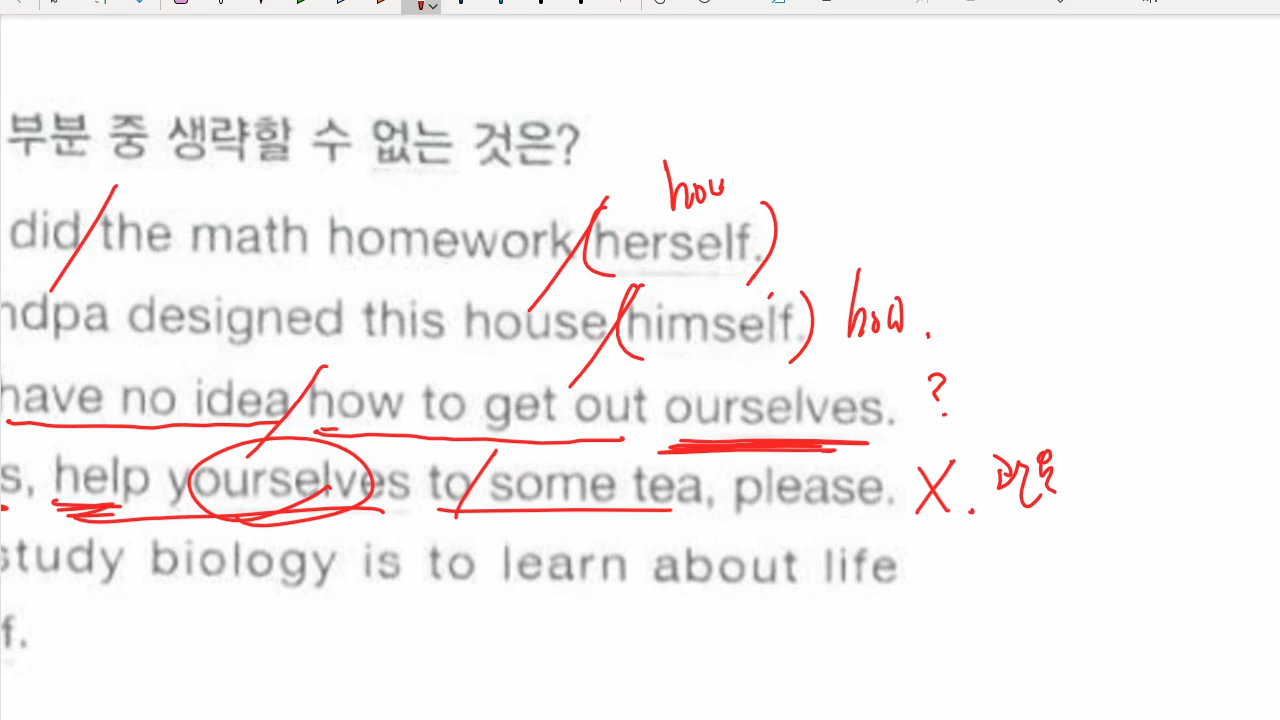 부분 중 생략할 수 없는 것은?
how
did the math homework (herself.)
designed this house (himself.) how.
have no idea how to get out ourselves. ?
help yourselves to some tea, please. X.
study biology is to learn about life